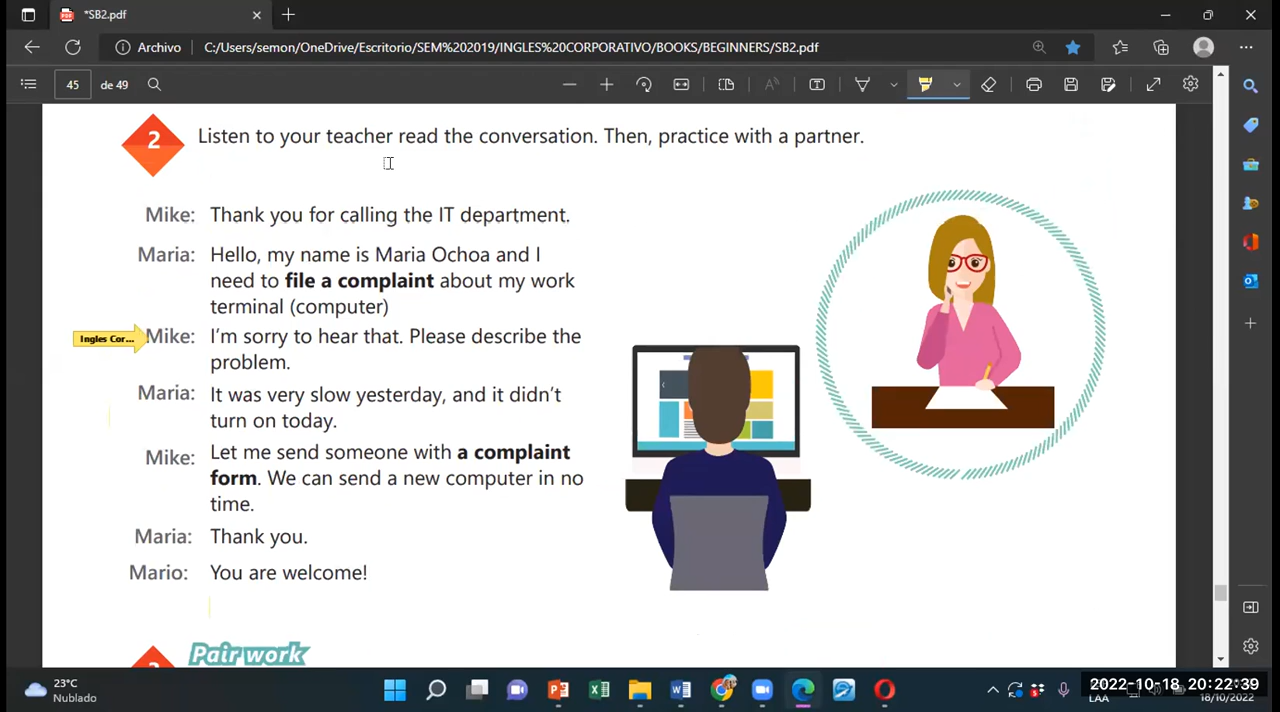 *SB2.pdf
Archivo C:/Users/semon/OneDrive/Escritorio/SEM%202019/INGLES%20CORPORATIVO/BOOKS/BEGINNERS/SB2.pdf
45 de 49
2 Listen to your teacher read the conversation. Then, practice with a partner.
Mike: Thank you for calling the IT department.
Maria: Hello, my name is Maria Ochoa and I
need to file a complaint about my work
terminal (computer)
Ingles Cor... Mike: I'm sorry to hear that. Please describe the
problem.
Maria: It was very slow yesterday, and it didn't
turn on today.
Mike: Let me send someone with a complaint
form. We can send a new computer in no
time.
Maria: Thank you.
Mario: You are welcome!
Pair work
23°C
Nublado
2022-10-18 20:22:39
LAA 18/10/2022